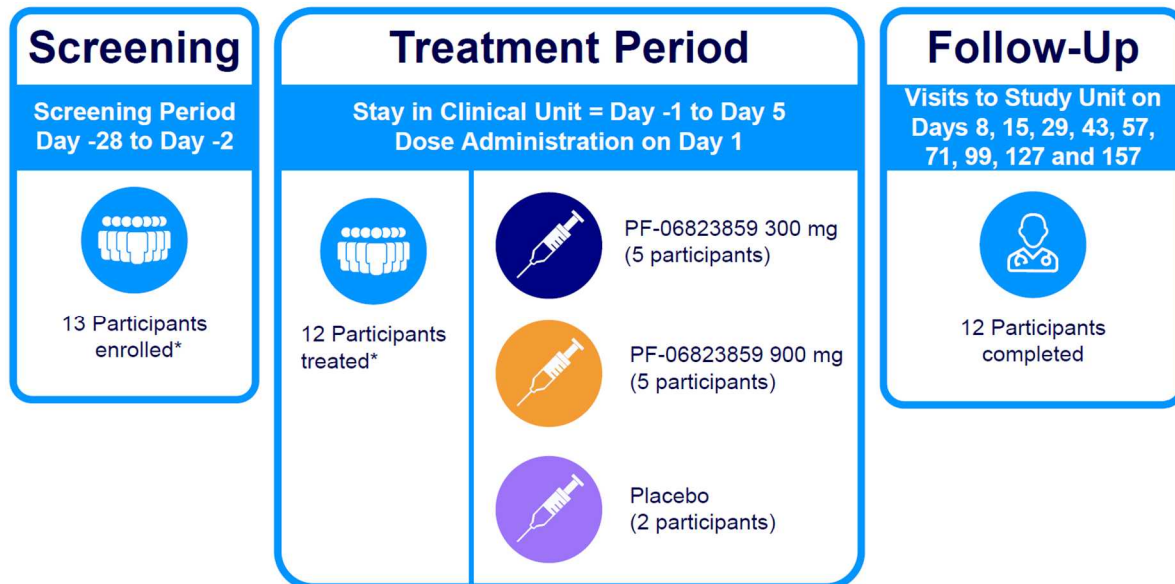 Screening
Screening Period
Day -28 to Day -2
13 Participants
enrolled*
Treatment Period
Stay in Clinical Unit = Day -1 to Day 5
Dose Administration on Day 1
12 Participants
treated*
PF-06823859 300 mg
(5 participants)
PF-06823859 900 mg
(5 participants)
Placebo
(2 participants)
Follow-Up
Visits to Study Unit on
Days 8, 15, 29, 43, 57,
71, 99, 127 and 157
12 Participants
completed